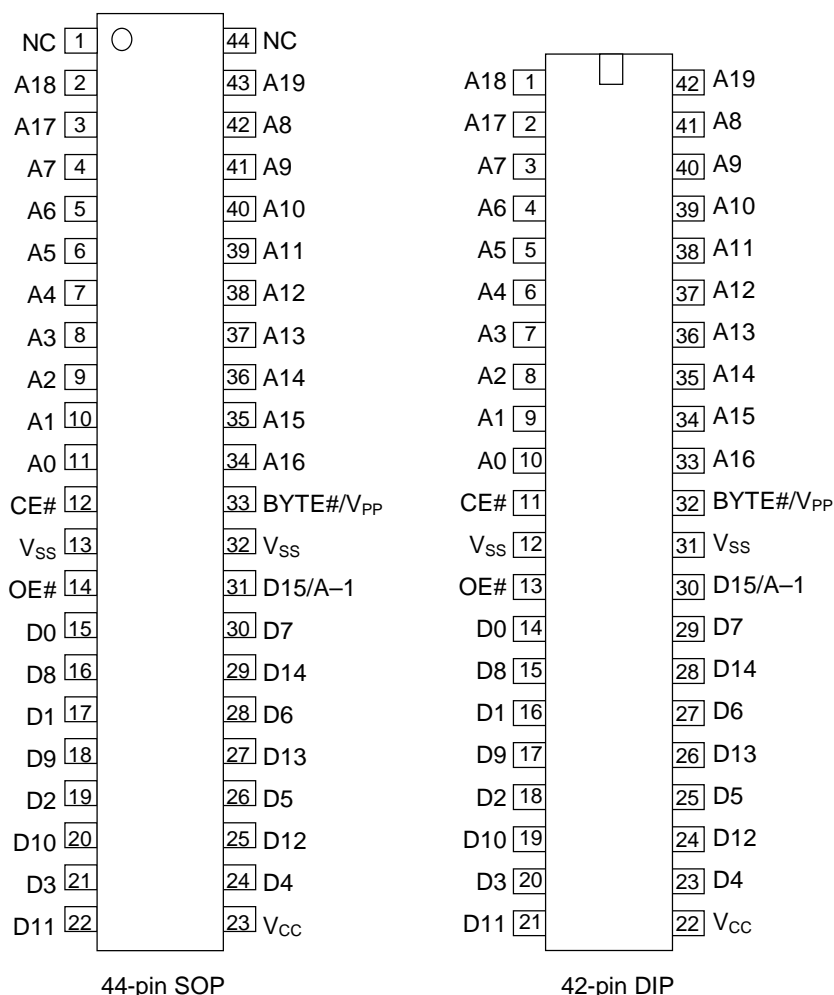 NC 1 44 NC
A18 2 43 A19
A17 3 42 A8
A7 4 41 A9
A6 5 40 A10
A5 6 39 A11
A4 7 38 A12
A3 8 37 A13
A2 9 36 A14
A1 10 35 A15
A0 11 34 A16
CE# 12 33 BYTE#/VPP
VSS 13 32 VSS
OE# 14 31 D15/A–1
D0 15 30 D7
D8 16 29 D14
D1 17 28 D6
D9 18 27 D13
D2 19 26 D5
D10 20 25 D12
D3 21 24 D4
D11 22 23 VCC
44-pin SOP
A18 1 42 A19
A17 2 41 A8
A7 3 40 A9
A6 4 39 A10
A5 5 38 A11
A4 6 37 A12
A3 7 36 A13
A2 8 35 A14
A1 9 34 A15
A0 10 33 A16
CE# 11 32 BYTE#/VPP
VSS 12 31 VSS
OE# 13 30 D15/A–1
D0 14 29 D7
D8 15 28 D14
D1 16 27 D6
D9 17 26 D13
D2 18 25 D5
D10 19 24 D12
D3 20 23 D4
D11 21 22 VCC
42-pin DIP